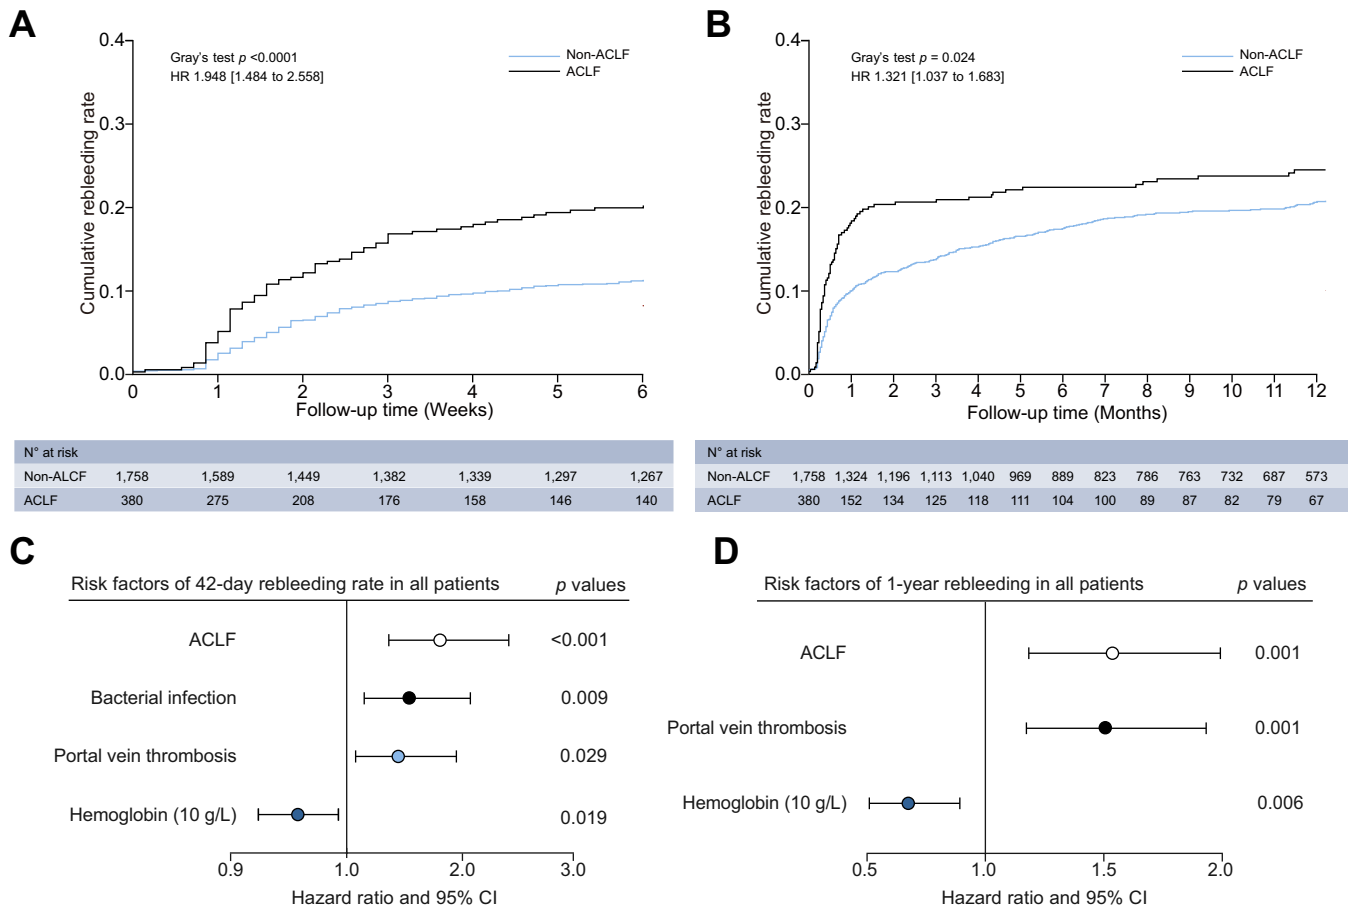 A
0.4
Gray's test p <0.0001
HR 1.948 [1.484 to 2.558]
Non-ACLF
ACLF
0.3
0.2
0.1
0.0
Cumulative rebleeding rate
0 1 2 3 4 5 6
Follow-up time (Weeks)
N° at risk
Non-ALCF 1,758 1,589 1,449 1,382 1,339 1,297 1,267
ACLF 380 275 208 176 158 146 140
B
0.4
Gray's test p = 0.024
HR 1.321 [1.037 to 1.683]
Non-ACLF
ACLF
0.3
0.2
0.1
0.0
Cumulative rebleeding rate
0 1 2 3 4 5 6 7 8 9 10 11 12
Follow-up time (Months)
N° at risk
Non-ACLF 1,758 1,324 1,196 1,113 1,040 969 889 823 786 763 732 687 573
ACLF 380 152 134 125 118 111 104 100 89 87 82 79 67
C
Risk factors of 42-day rebleeding rate in all patients p values
ACLF <0.001
Bacterial infection 0.009
Portal vein thrombosis 0.029
Hemoglobin (10 g/L) 0.019
0.9 1.0 2.0 3.0
Hazard ratio and 95% CI
D
Risk factors of 1-year rebleeding in all patients p values
ACLF 0.001
Portal vein thrombosis 0.001
Hemoglobin (10 g/L) 0.006
0.5 1.0 1.5 2.0
Hazard ratio and 95% CI